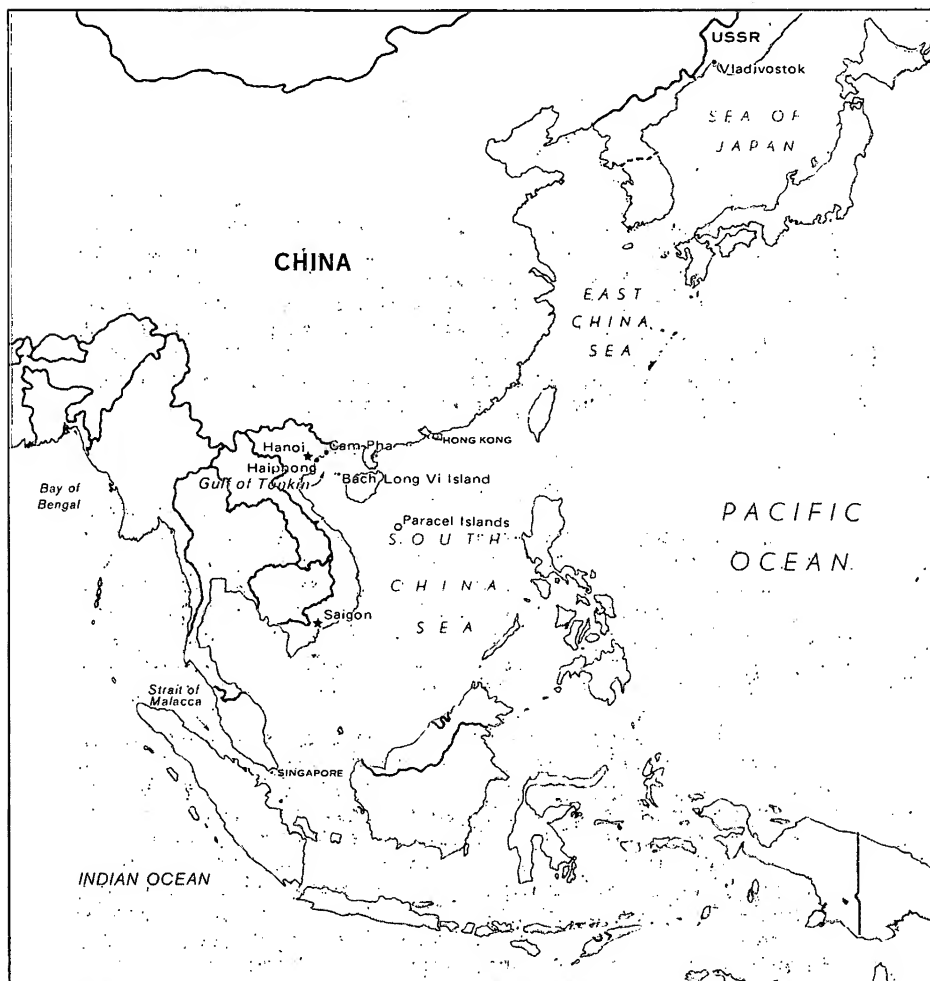 USSR
Vladivostok
SEA OF
JAPAN
CHINA
EAST
CHINA
SEA
HONG KONG
Hanoi
Cam Pha
Haiphong
Gulf of Tonkin
Bach Long Vi Island
Bay of
Bengal
Paracel Islands
SOUTH
CHINA
SEA
PACIFIC
OCEAN
Saigon
Strait of
Malacca
SINGAPORE
INDIAN OCEAN